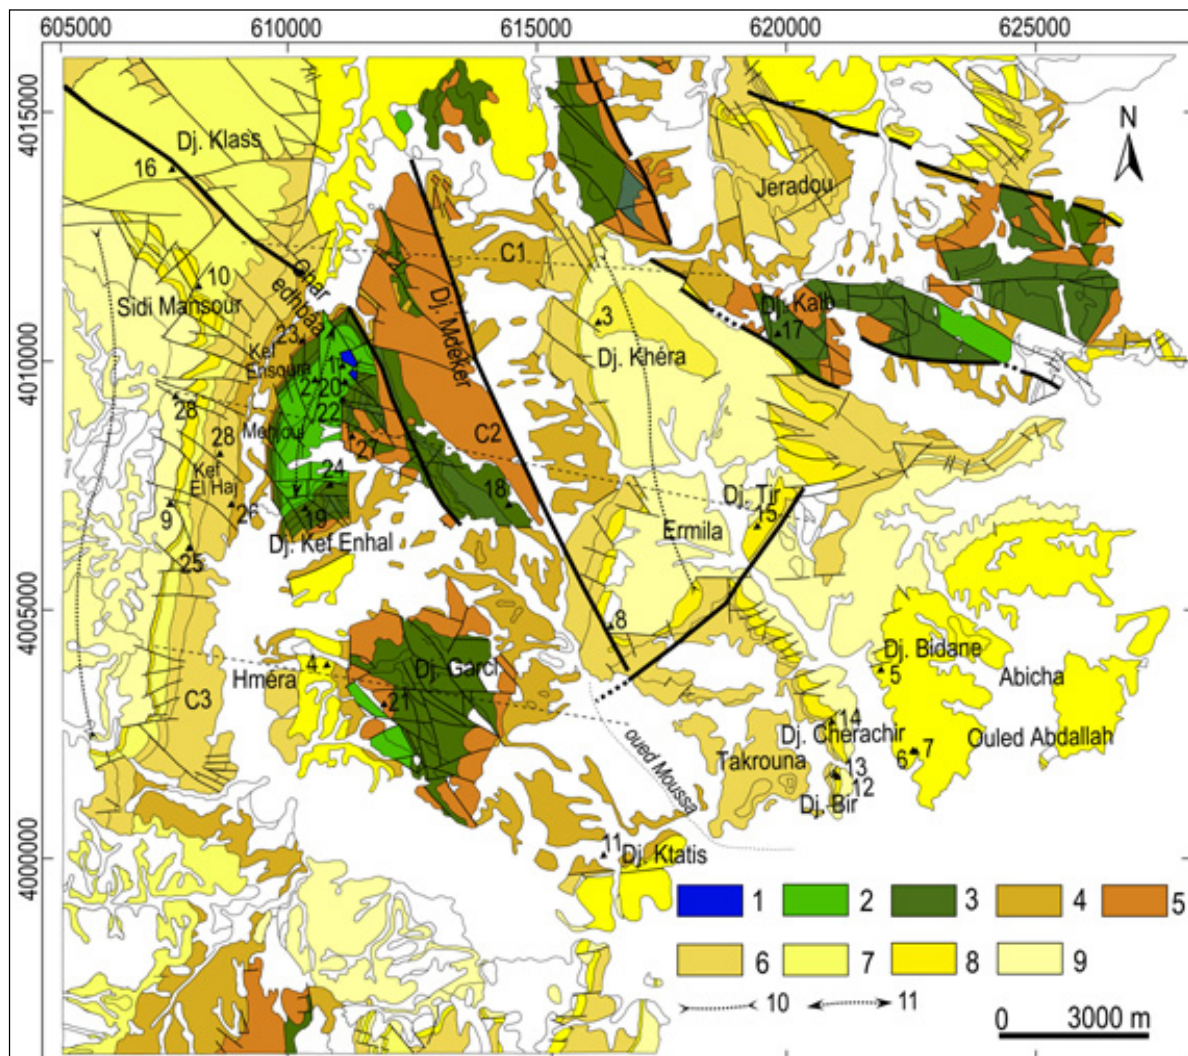 605000 610000 615000 620000 625000
4015000
4010000
4005000
4000000
N
Dj. Klass
16
Jeradou
C1
Ghar
edhbaa
10
Sidi Mansour
Dj. Mdeker
3
Dj. Kalb
17
23
Kef
Ensoura
Dj. Khéra
1
2
20
28
22
Menjoul
C2
27
28
Kef
El Haj
24
18
Dj. Tir
15
9
26
19
Ermila
Dj. Kef Enhal
25
8
Dj. Garci
Dj. Bidane
4
5
Abicha
Hméra
C3
21
14
Dj. Cherachir
Ouled Abdallah
oued Moussa
Takrouna
6
7
13
12
Dj. Bir
11
Dj. Ktatis
1 2 3 4 5
6 7 8 9
10 11
0 3000 m